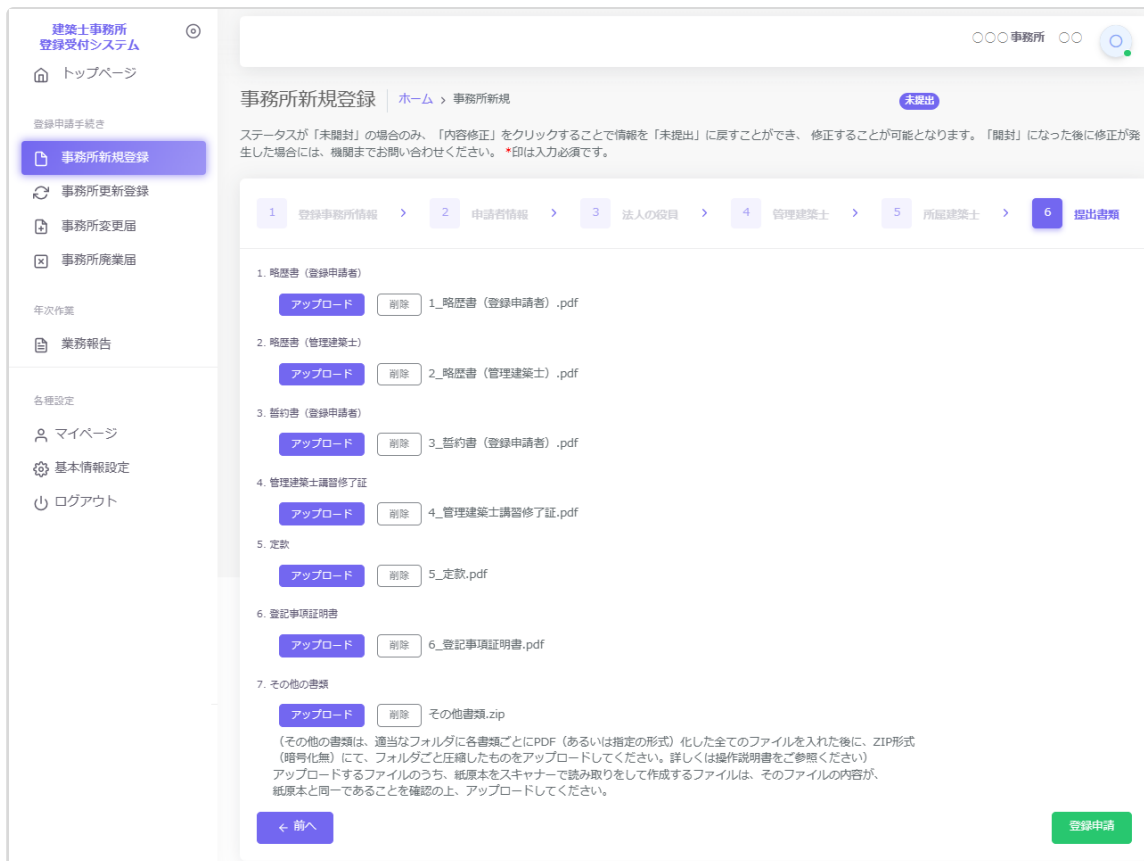 建築士事務所
登録受付システム
トップページ
登録申請手続き
事務所新規登録
事務所更新登録
事務所変更届
事務所廃業届
年次作業
業務報告
各種設定
マイページ
基本情報設定
ログアウト
○○○事務所 ○○
○
事務所新規登録 ホーム > 事務所新規 未提出
ステータスが「未開封」の場合のみ、「内容修正」をクリックすることで情報を「未提出」に戻すことができ、 修正することが可能となります。「開封」になった後に修正が発
生した場合には、機関までお問い合わせください。 *印は入力必須です。
1 登録事務所情報 > 2 申請者情報 > 3 法人の役員 > 4 管理建築士 > 5 所属建築士 > 6 提出書類
1. 略歴書（登録申請者）
アップロード 削除 1_略歴書（登録申請者）.pdf
2. 略歴書（管理建築士）
アップロード 削除 2_略歴書（管理建築士）.pdf
3. 誓約書（登録申請者）
アップロード 削除 3_誓約書（登録申請者）.pdf
4. 管理建築士講習修了証
アップロード 削除 4_管理建築士講習修了証.pdf
5. 定款
アップロード 削除 5_定款.pdf
6. 登記事項証明書
アップロード 削除 6_登記事項証明書.pdf
7. その他の書類
アップロード 削除 その他書類.zip
（その他の書類は、適当なフォルダに各書類ごとにPDF（あるいは指定の形式）化した全てのファイルを入れた後に、ZIP形式
（暗号化無）にて、フォルダごと圧縮したものをアップロードしてください。詳しくは操作説明書をご参照ください）
アップロードするファイルのうち、紙原本をスキャナーで読み取りをして作成するファイルは、そのファイルの内容が、
紙原本と同一であることを確認の上、アップロードしてください。
← 前へ 登録申請